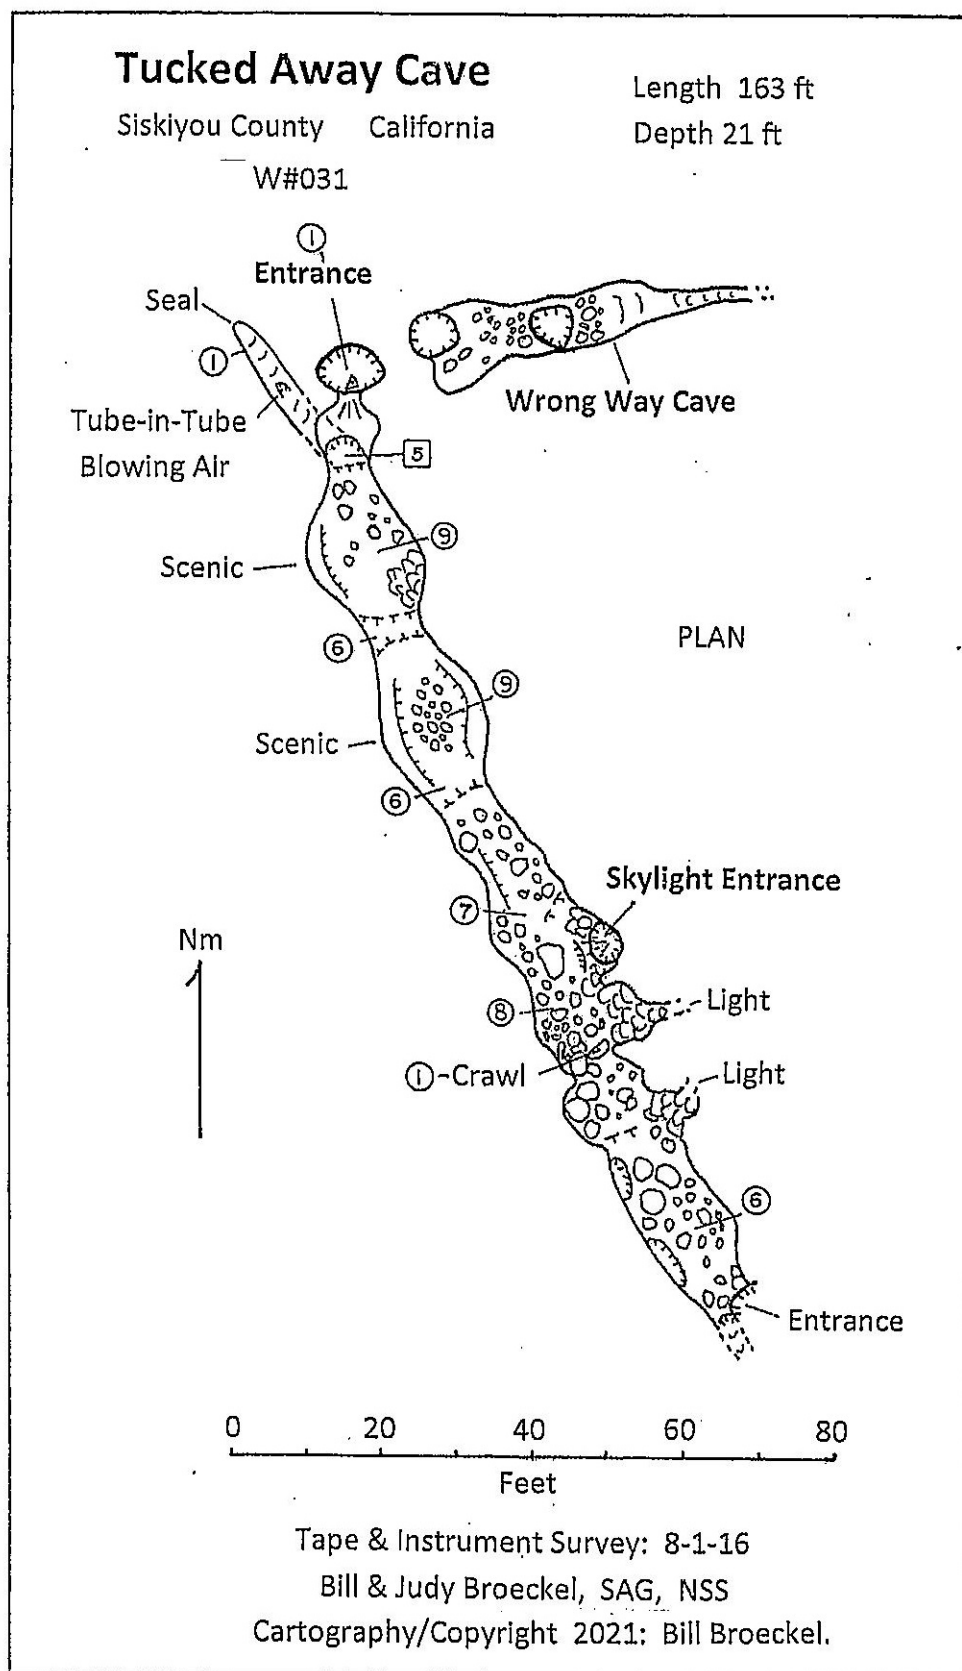 Tucked Away Cave
Length 163 ft
Siskiyou County California
Depth 21 ft
W#031
1
Entrance
Seal
1
Wrong Way Cave
Tube-in-Tube
5
Blowing Air
9
Scenic
6
PLAN
9
Scenic
6
Skylight Entrance
7
Nm
8
Light
1-Crawl
Light
6
Entrance
0 20 40 60 80
Feet
Tape & Instrument Survey: 8-1-16
Bill & Judy Broeckel, SAG, NSS
Cartography/Copyright 2021: Bill Broeckel.